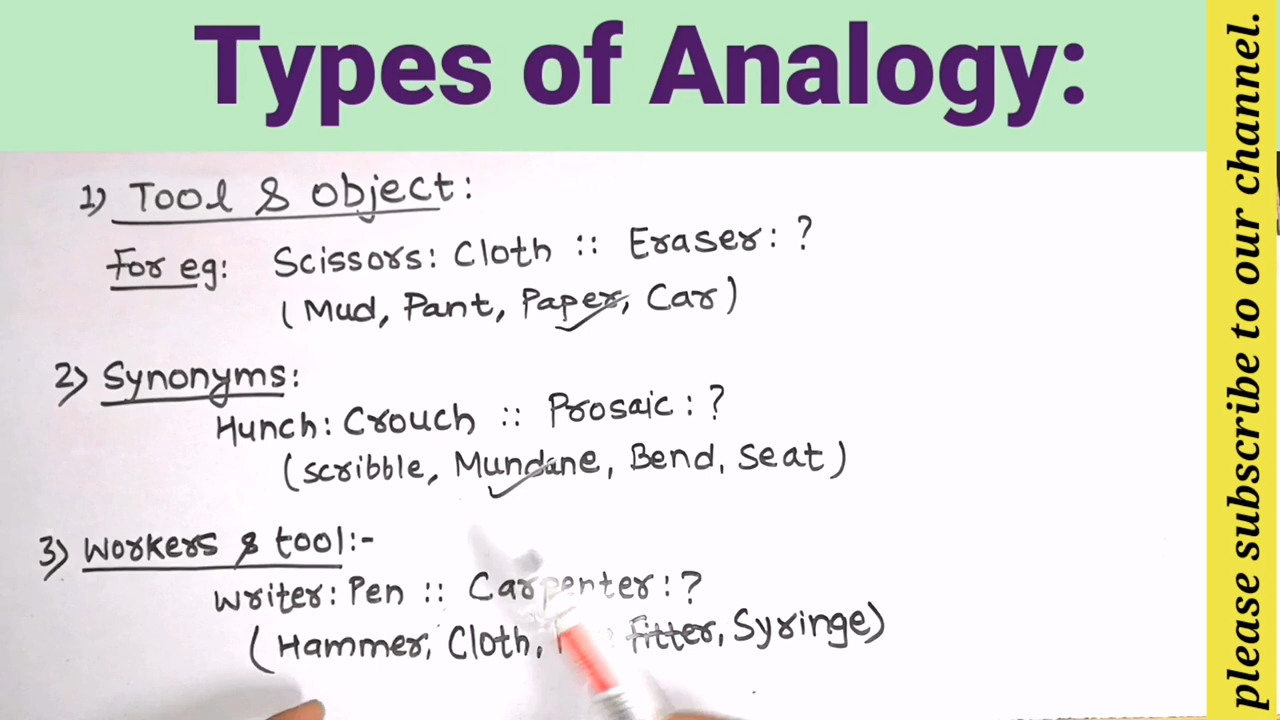 Types of Analogy:
please subscribe to our channel.
1) Tool & object:
For eg: Scissors: Cloth :: Eraser: ?
(Mud, Pant, Paper, Car)
2) Synonyms:
Hunch: Crouch :: Prosaic: ?
(scribble, Mundane, Bend, Seat)
3) Workers & tool:-
Writer: Pen :: Carpenter: ?
(Hammer, Cloth, fitter, Syringe)